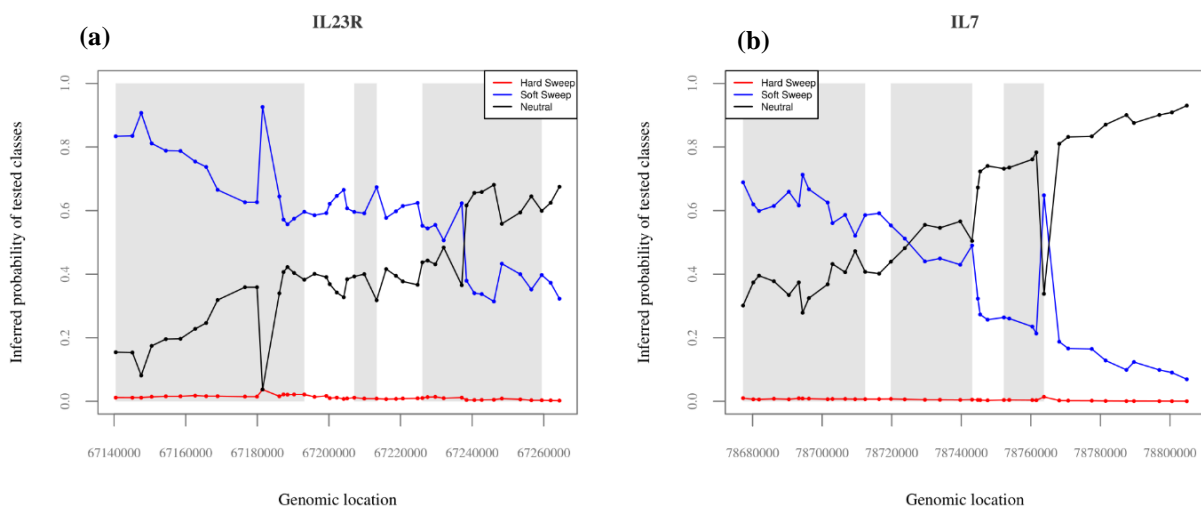 IL23R
(a)
Hard Sweep
Soft Sweep
Neutral
Inferred probability of tested classes
1.0
0.8
0.6
0.4
0.2
0.0
67140000 67160000 67180000 67200000 67220000 67240000 67260000
Genomic location
IL7
(b)
Hard Sweep
Soft Sweep
Neutral
Inferred probability of tested classes
1.0
0.8
0.6
0.4
0.2
0.0
78680000 78700000 78720000 78740000 78760000 78780000 78800000
Genomic location